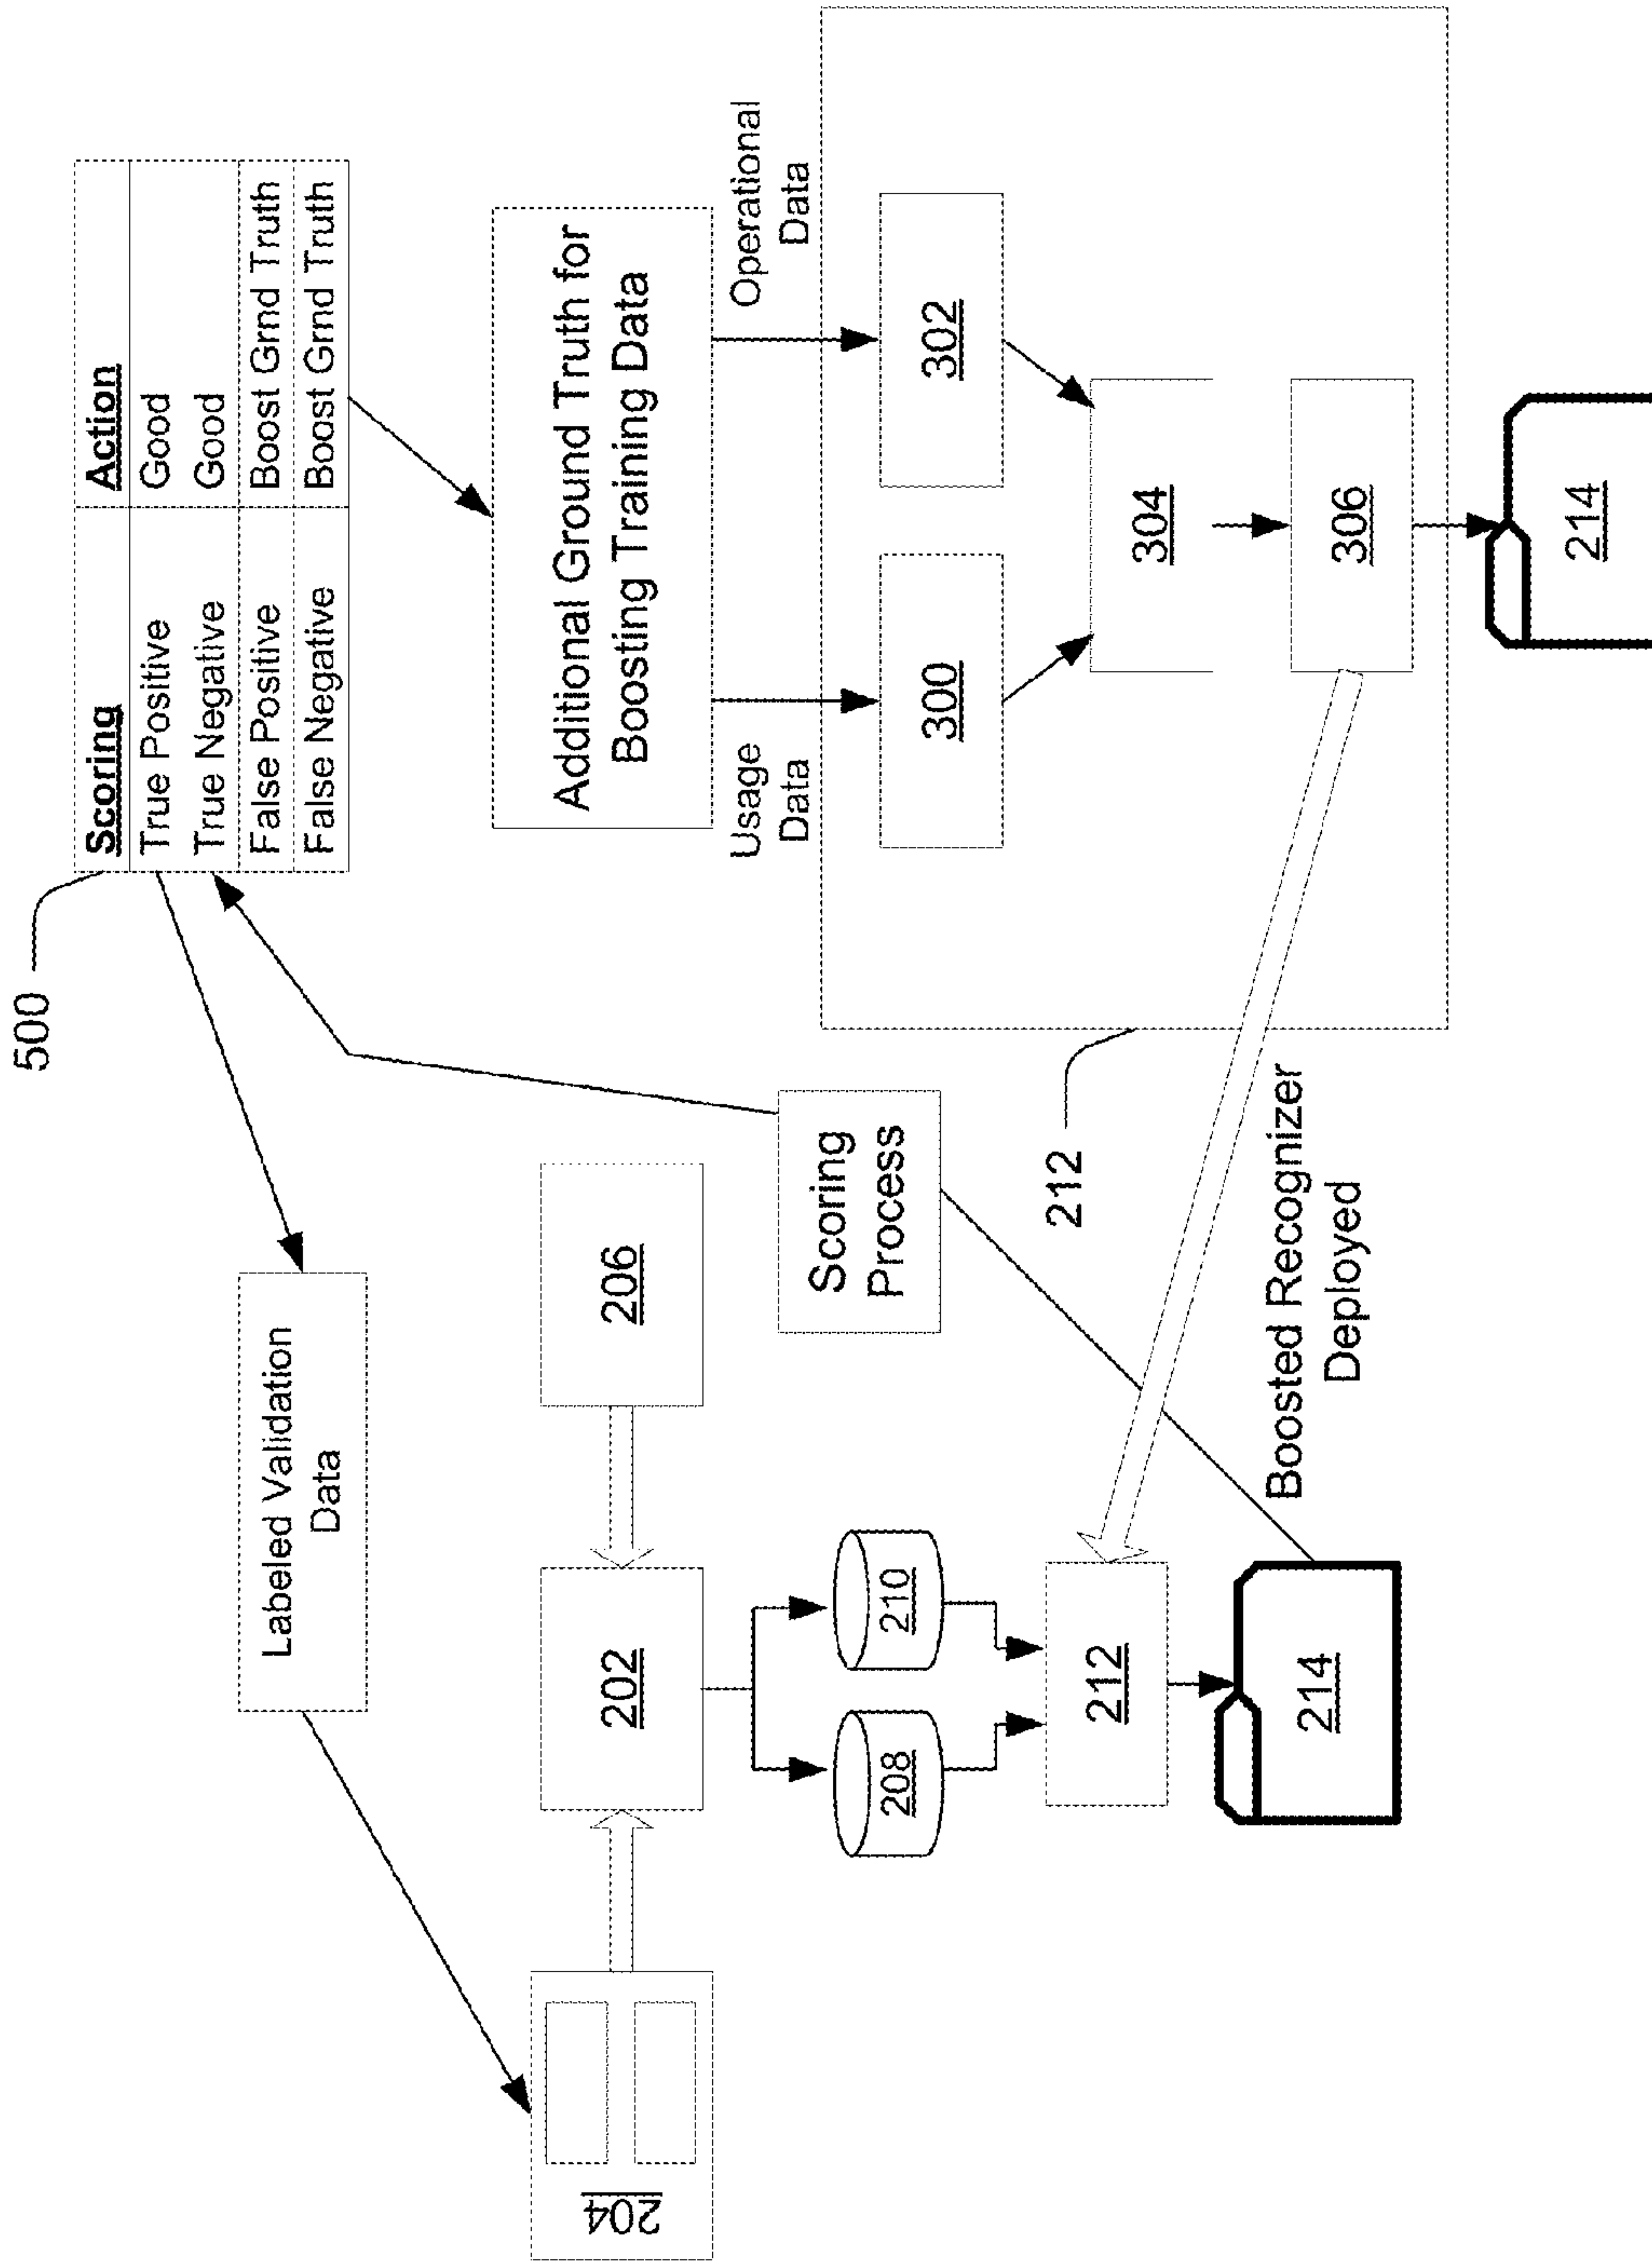 500
Scoring Action
True Positive Good
True Negative Good
False Positive Boost Grnd Truth
False Negative Boost Grnd Truth
Labeled Validation
Data
204
202
206
208
210
212
214
Scoring
Process
Additional Ground Truth for
Boosting Training Data
Usage
Data
Operational
Data
300
302
304
306
212
214
Boosted Recognizer
Deployed